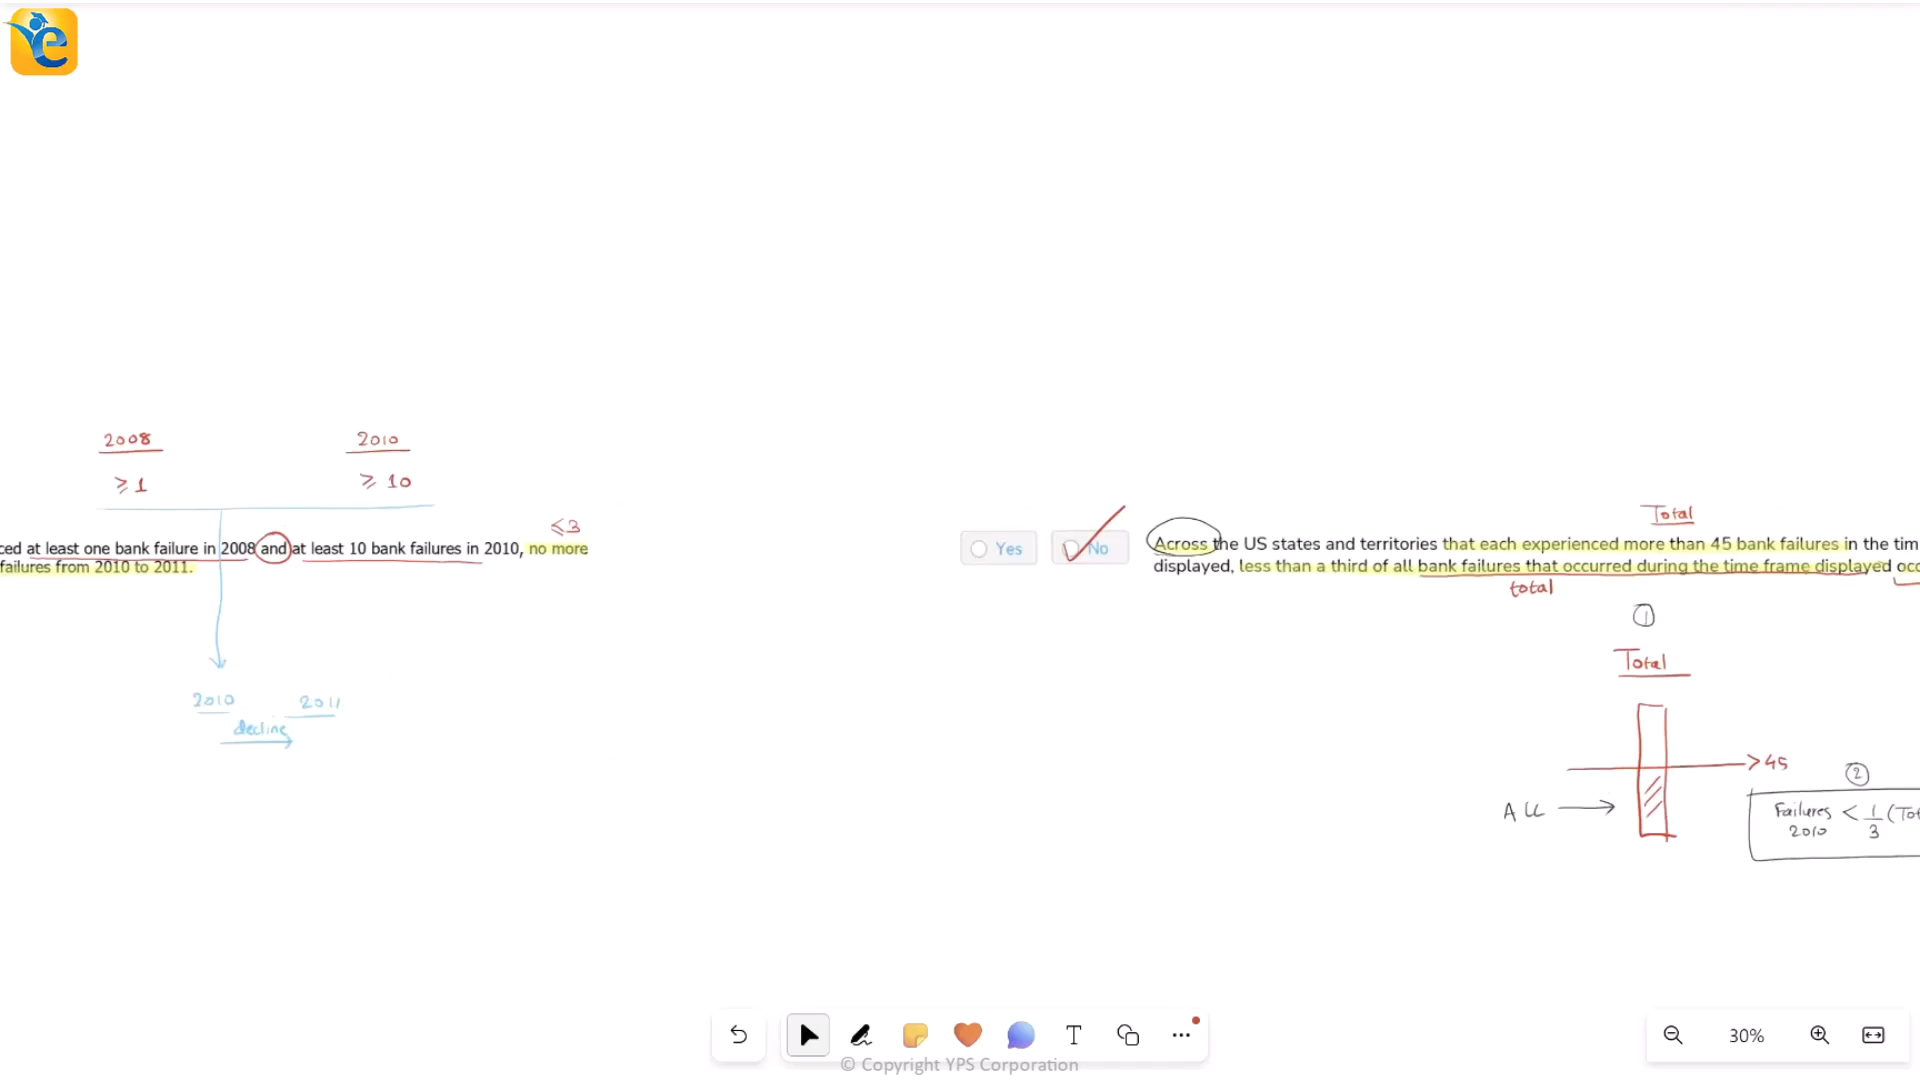 2008
2010
⩾ 1
⩾ 10
⩽3
ced at least one bank failure in 2008 and at least 10 bank failures in 2010, no more
failures from 2010 to 2011.
2010
2011
decling
Total
Yes
No
Across the US states and territories that each experienced more than 45 bank failures in the tim
displayed, less than a third of all bank failures that occurred during the time frame displayed occ
total
1
Total
>45
2
ALL
Failures < 1/3 (Tot
2010
T
30%
© Copyright YPS Corporation